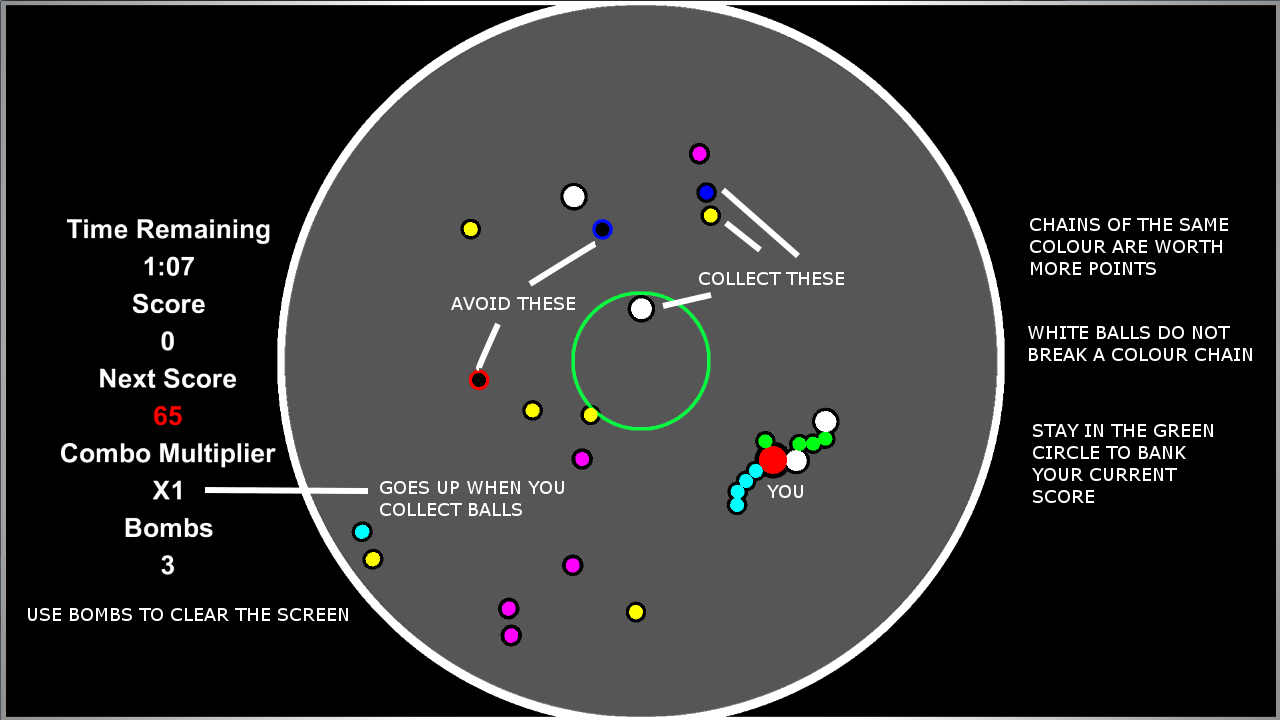 Time Remaining
1:07
Score
0
Next Score
65
Combo Multiplier
X1
Bombs
3
USE BOMBS TO CLEAR THE SCREEN
AVOID THESE
COLLECT THESE
GOES UP WHEN YOU
COLLECT BALLS
YOU
CHAINS OF THE SAME
COLOUR ARE WORTH
MORE POINTS
WHITE BALLS DO NOT
BREAK A COLOUR CHAIN
STAY IN THE GREEN
CIRCLE TO BANK
YOUR CURRENT
SCORE